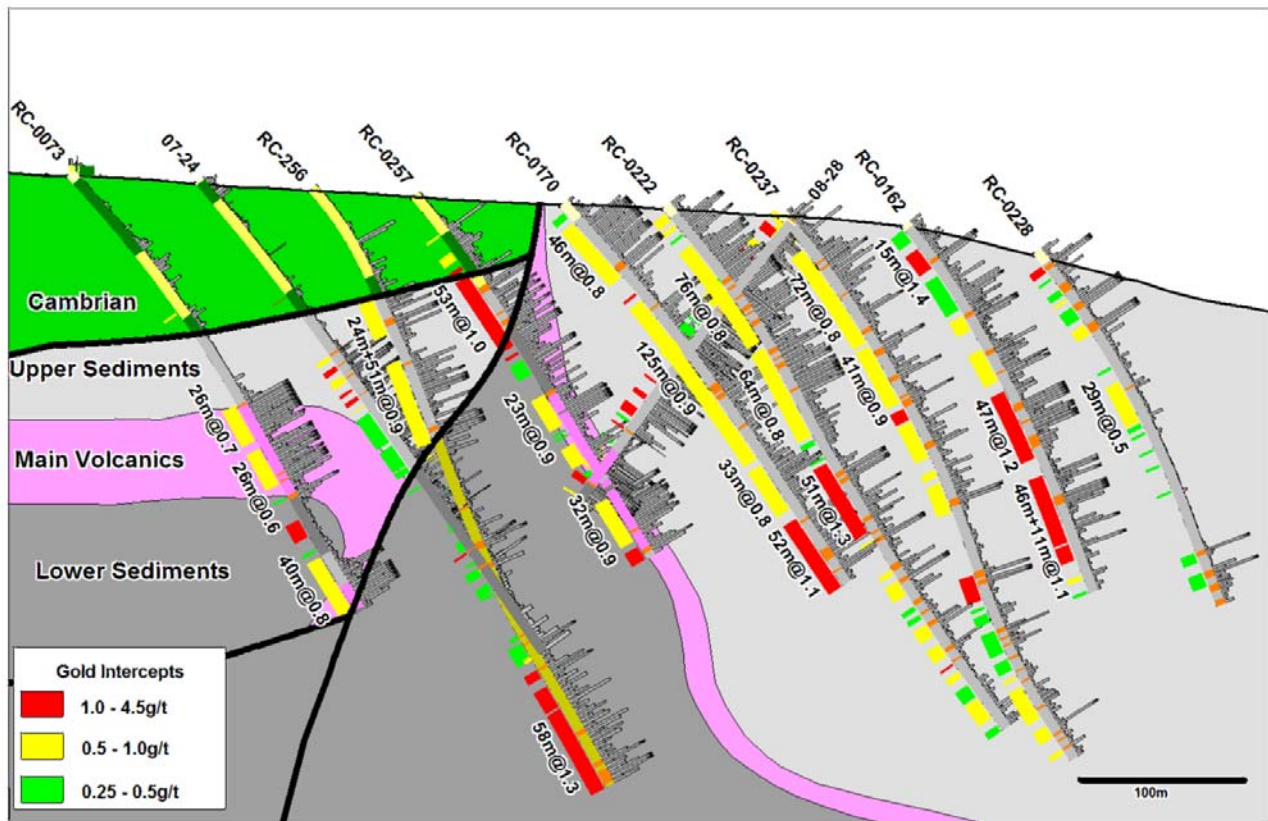 RC-0073
07-24
RC-256
RC-0257
RC-0170
RC-0222
RC-0237
08-28
RC-0162
RC-0228
Cambrian
Upper Sediments
Main Volcanics
Lower Sediments
26m@0.7
26m@0.6
40m@0.8
24m+51m@0.9
53m@1.0
23m@0.9
32m@0.9
58m@1.3
46m@0.8
125m@0.9
33m@0.8
52m@1.1
76m@0.8
64m@0.8
51m@1.3
72m@0.8
41m@0.9
15m@1.4
47m@1.2
46m+11m@1.1
29m@0.5
Gold Intercepts
1.0 - 4.5g/t
0.5 - 1.0g/t
0.25 - 0.5g/t
100m